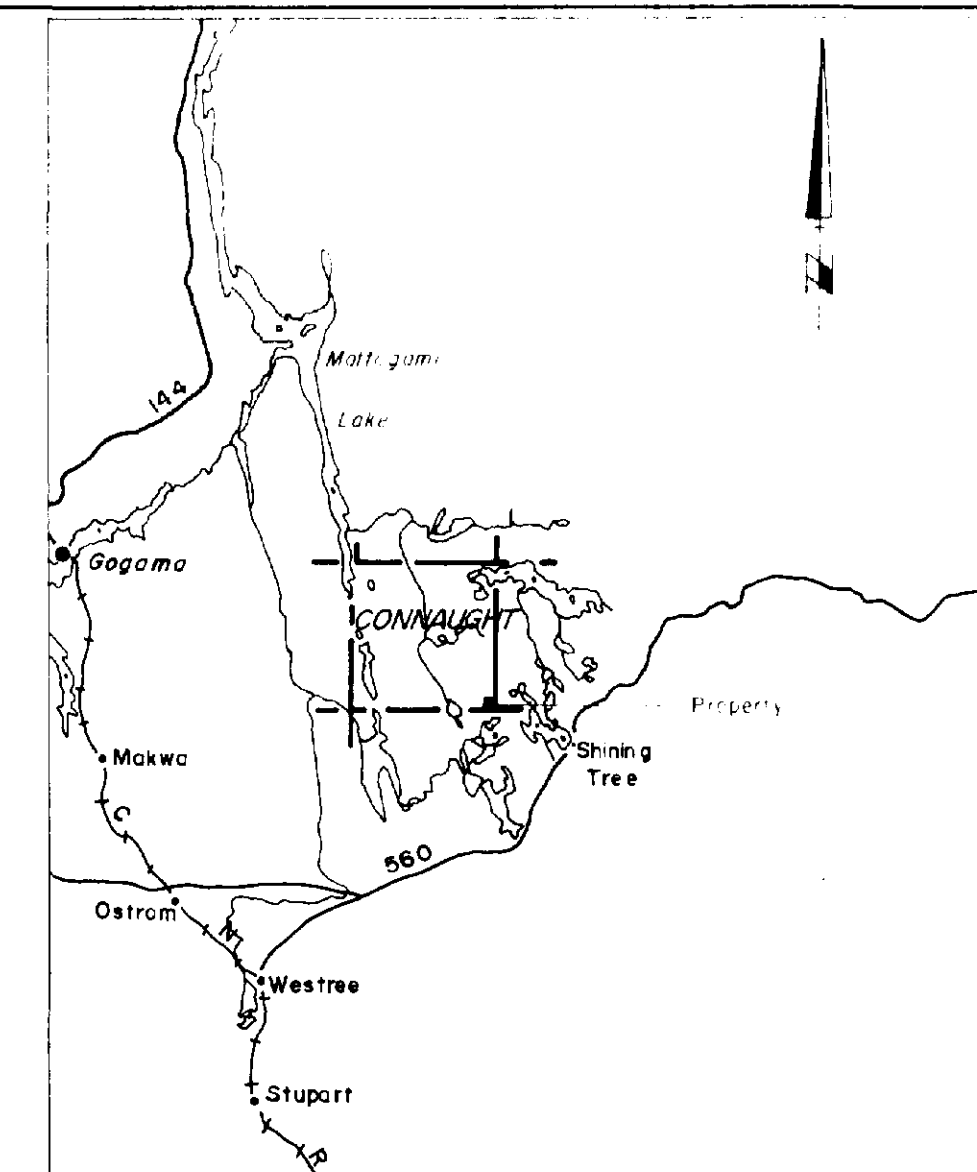 Mattagami
Lake
144
Gogama
CONNAUGHT
Property
Shining
Tree
Makwa
C
560
Ostrom
N
Westree
Stupart
R